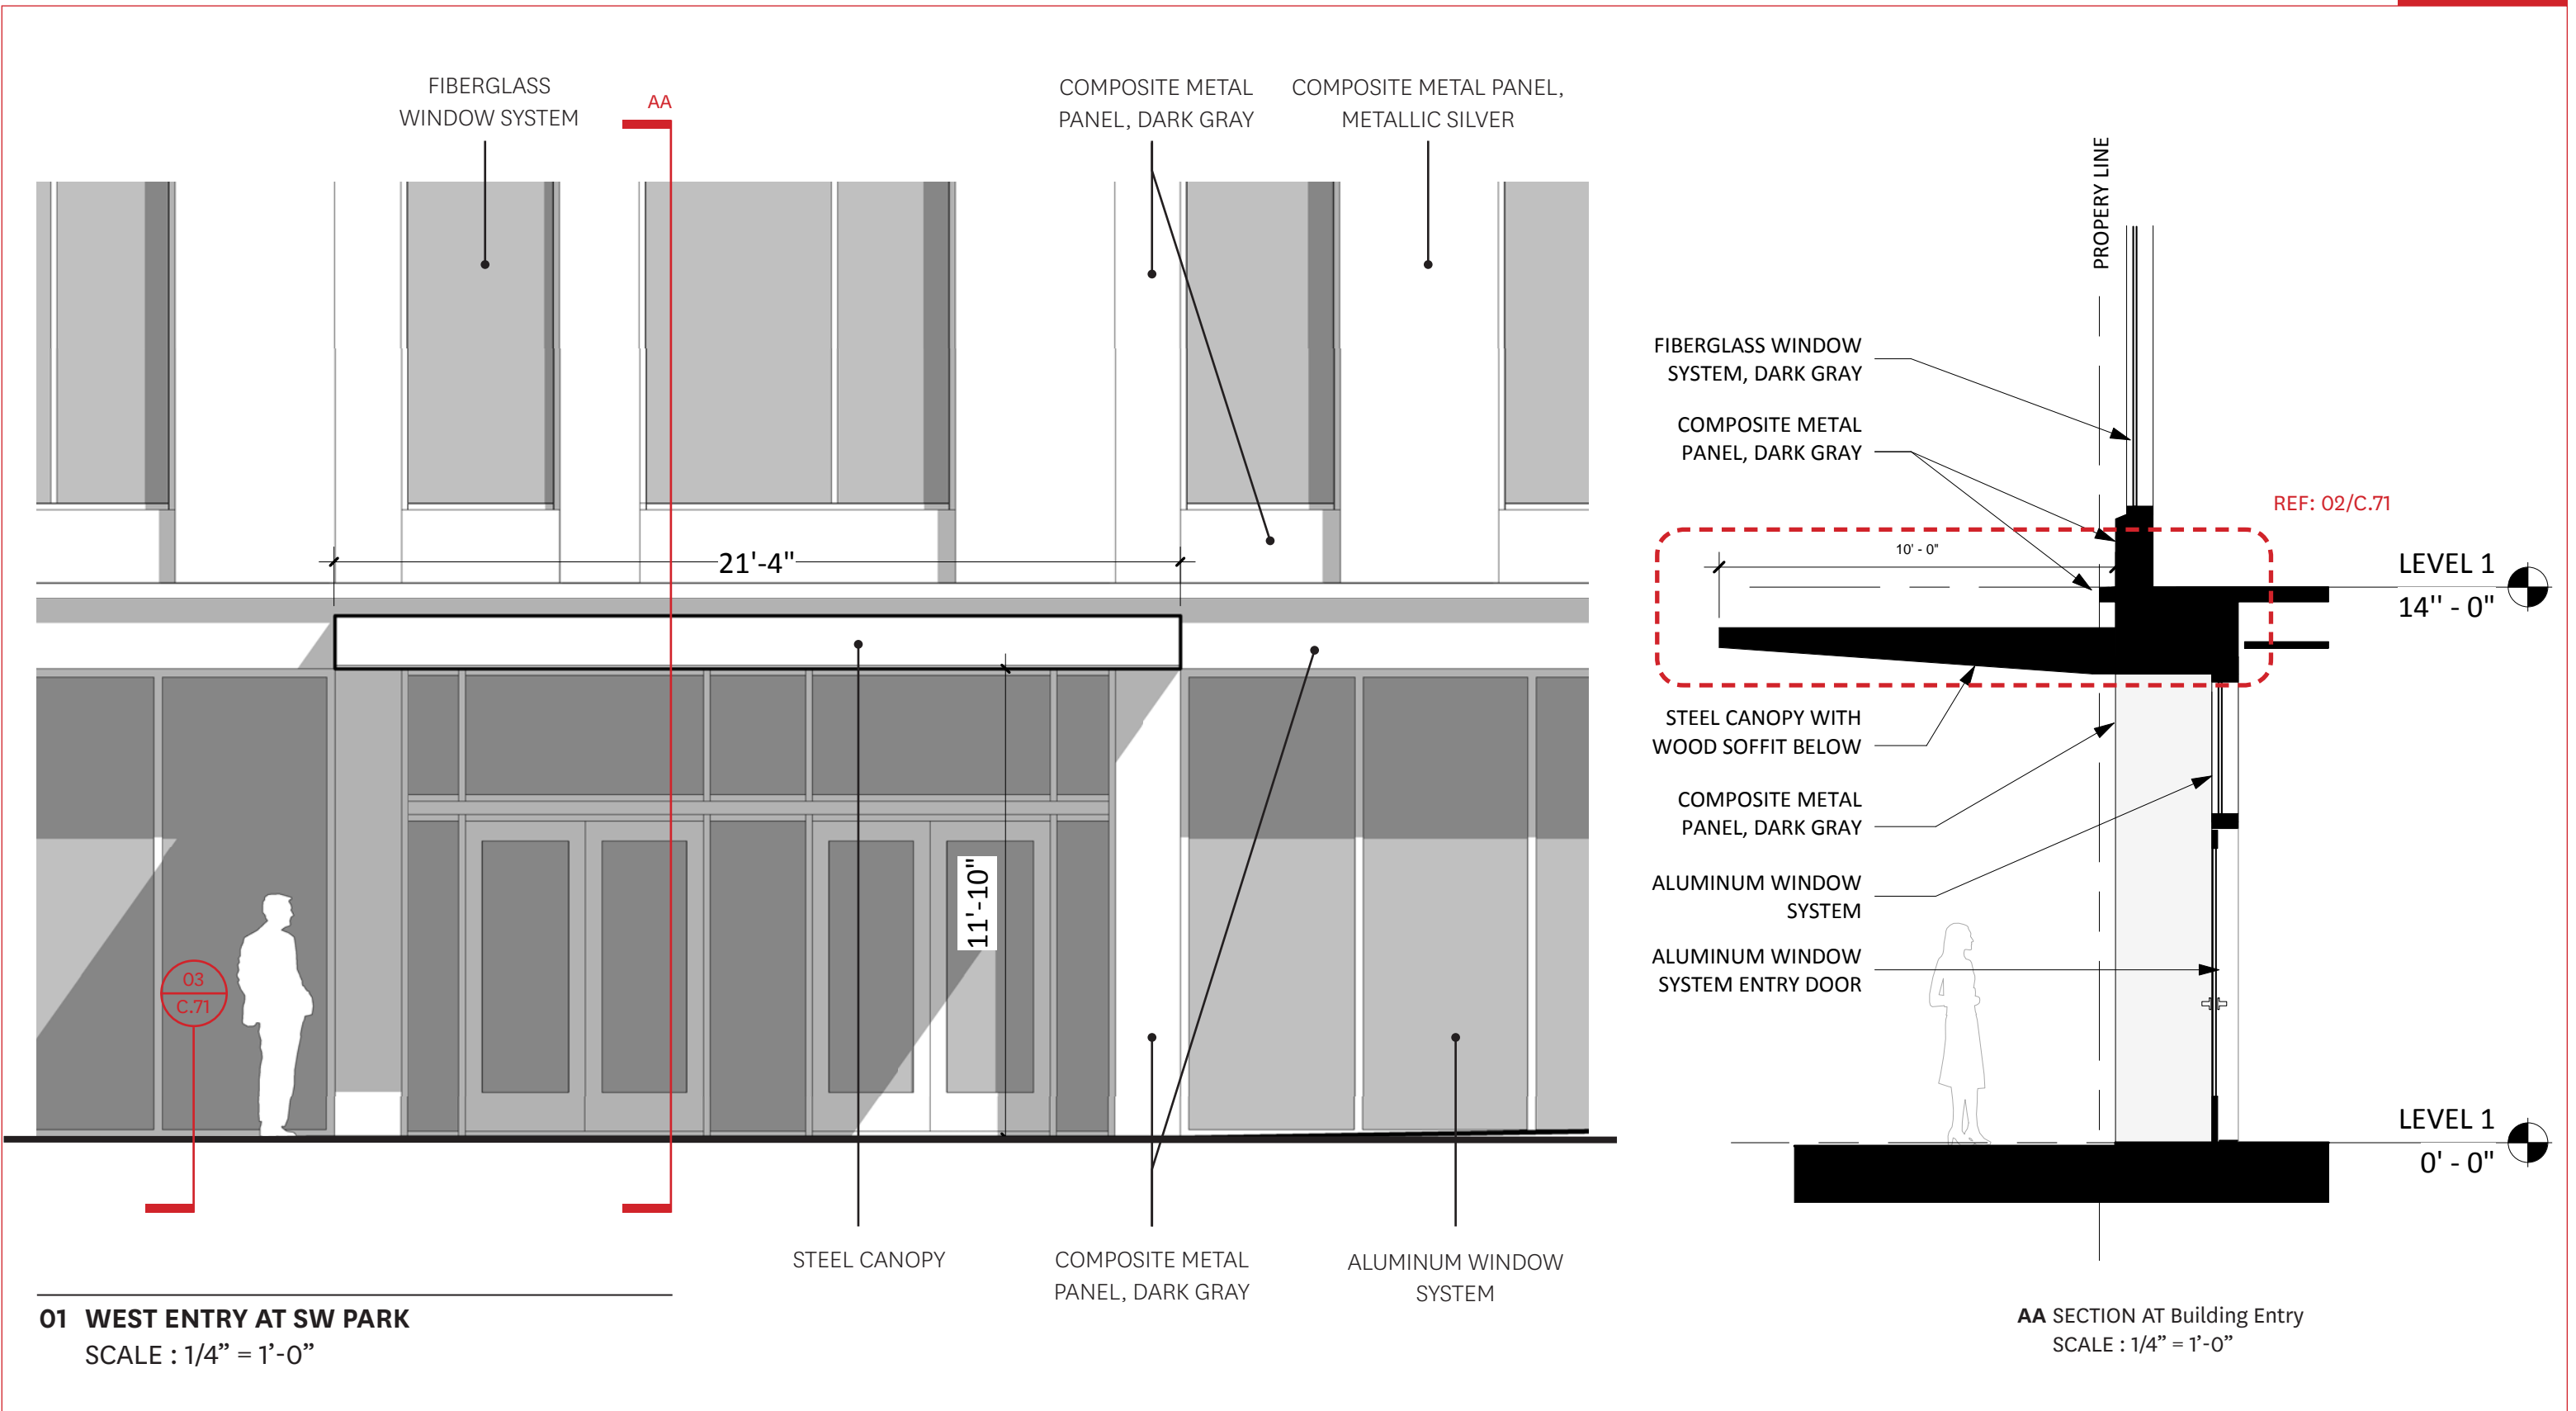 FIBERGLASS
WINDOW SYSTEM
AA
COMPOSITE METAL
PANEL, DARK GRAY
COMPOSITE METAL PANEL,
METALLIC SILVER
21'-4"
11'-10"
03
C.71
STEEL CANOPY
COMPOSITE METAL
PANEL, DARK GRAY
ALUMINUM WINDOW
SYSTEM
01 WEST ENTRY AT SW PARK
SCALE : 1/4” = 1’-0”
PROPERY LINE
FIBERGLASS WINDOW
SYSTEM, DARK GRAY
COMPOSITE METAL
PANEL, DARK GRAY
REF: 02/C.71
10' - 0"
LEVEL 1
14'' - 0"
STEEL CANOPY WITH
WOOD SOFFIT BELOW
COMPOSITE METAL
PANEL, DARK GRAY
ALUMINUM WINDOW
SYSTEM
ALUMINUM WINDOW
SYSTEM ENTRY DOOR
LEVEL 1
0' - 0"
AA SECTION AT Building Entry
SCALE : 1/4” = 1’-0”